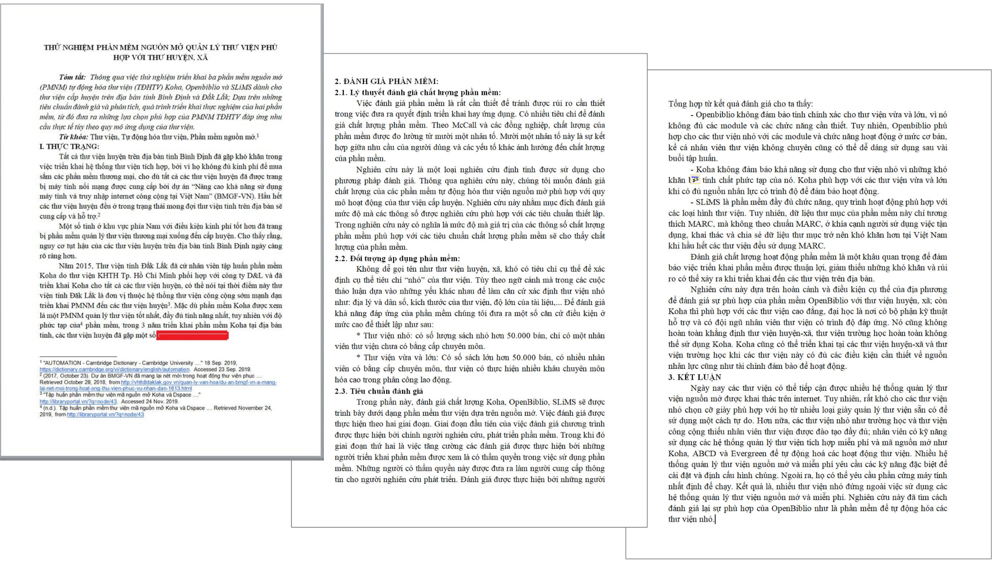 THỬ NGHIỆM PHẦN MỀM NGUỒN MỞ QUẢN LÝ THƯ VIỆN PHÙ
HỢP VỚI THƯ HUYỆN, XÃ
Tóm tắt: Thông qua việc thử nghiệm triển khai ba phần mềm nguồn mở
(PMNM) tự động hóa thư viện (TĐHTV) Koha, Openbiblio và SLiMS dành cho
thư viện cấp huyện trên địa bàn tỉnh Bình Định và Đắk Lắk; Dựa trên những
tiêu chuẩn đánh giá và phân tích, quá trình triển khai thực nghiệm của hai phần
mềm, từ đó đưa ra những lựa chọn phù hợp của PMNM TĐHTV đáp ứng nhu
cầu thực tế tùy theo quy mô ứng dụng của thư viện.
Từ khóa: Thư viện, Tự động hóa thư viện, Phần mềm nguồn mở.1
I. THỰC TRẠNG:
Tất cả thư viện huyện trên địa bàn tỉnh Bình Định đã gặp khó khăn trong
việc triển khai hệ thống thư viện tích hợp, bởi vì họ không đủ kinh phí để mua
sắm các phần mềm thương mại, cho dù tất cả các thư viện huyện đã được trang
bị máy tính nối mạng được cung cấp bởi dự án “Nâng cao khả năng sử dụng
máy tính và truy nhập internet công cộng tại Việt Nam” (BMGF-VN). Hầu hết
các thư viện huyện đều ở trong trạng thái mong đợi thư viện tỉnh trên địa bàn sẽ
cung cấp và hỗ trợ.2
Một số tỉnh ở khu vực phía Nam với điều kiện kinh phí tốt hơn đã trang
bị phần mềm quản lý thư viện thương mại xuống đến cấp huyện. Cho thấy rằng,
nguy cơ tụt hậu của các thư viện huyện trên địa bàn tỉnh Bình Định ngày càng
rõ ràng hơn.
Năm 2015, Thư viện tỉnh Đắk Lắk đã cử nhân viên tập huấn phần mềm
Koha do thư viện KHTH Tp. Hồ Chí Minh phối hợp với công ty D&L và đã
triển khai Koha cho tất cả các thư viện huyện, có thể nói tại thời điểm này thư
viện tỉnh Đăk Lắk là đơn vị thuộc hệ thống thư viện công cộng sớm mạnh dạn
triển khai PMNM đến các thư viện huyện3. Mặc dù phần mềm Koha được xem
là một PMNM quản lý thư viện tốt nhất, đầy đủ tính năng nhất, tuy nhiên với độ
phức tạp của4 phần mềm, trong 3 năm triển khai phần mềm Koha tại địa bàn
tỉnh, các thư viện huyện đã gặp một số
1 "AUTOMATION - Cambridge Dictionary - Cambridge University ...." 18 Sep. 2019,
https://dictionary.cambridge.org/vi/dictionary/english/automation. Accessed 23 Sep. 2019.
2 (2017, October 23). Dự án BMGF-VN đã mang lại nét mới trong hoạt động thư viện phục ....
Retrieved October 28, 2018, from http://vhttdldaklak.gov.vn/quan-ly-van-hoa/du-an-bmgf-vn-a-mang-
lai-net-moi-trong-hoat-ong-thu-vien-phuc-vu-nhan-dan-1613.html
3 "Tập huấn phần mềm thư viện mã nguồn mở Koha và Dspace ...."
http://libraryportal.vn/?q=node/43. Accessed 24 Nov. 2019.
4 (n.d.). Tập huấn phần mềm thư viện mã nguồn mở Koha và Dspace .... Retrieved November 24,
2019, from http://libraryportal.vn/?q=node/43
2. ĐÁNH GIÁ PHẦN MỀM:
2.1. Lý thuyết đánh giá chất lượng phần mềm:
Việc đánh giá phần mềm là rất cần thiết để tránh được rủi ro cần thiết
trong việc đưa ra quyết định triển khai hay ứng dụng. Có nhiều tiêu chí để đánh
giá chất lượng phần mềm. Theo McCall và các đồng nghiệp, chất lượng của
phần mềm được đo lường từ mười một nhân tố. Mười một nhân tố này là sự kết
hợp giữa nhu cầu của người dùng và các yếu tố khác ảnh hưởng đến chất lượng
của phần mềm.
Nghiên cứu này là một loại nghiên cứu định tính được sử dụng cho
phương pháp đánh giá. Thông qua nghiên cứu này, chúng tôi muốn đánh giá
chất lượng của các phần mềm tự động hóa thư viện nguồn mở phù hợp với quy
mô hoạt động của thư viện cấp huyện. Nghiên cứu này nhằm mục đích đánh giá
mức độ mà các thông số được nghiên cứu phù hợp với các tiêu chuẩn thiết lập.
Trong nghiên cứu này có nghĩa là mức độ mà giá trị của các thông số chất lượng
phần mềm phù hợp với các tiêu chuẩn chất lượng phần mềm sẽ cho thấy chất
lượng của phần mềm.
2.2. Đối tượng áp dụng phần mềm:
Không dễ gọi tên như thư viện huyện, xã, khó có tiêu chí cụ thể để xác
định cụ thể tiêu chí “nhỏ” của thư viện. Tùy theo ngữ cảnh mà trong các cuộc
thảo luận dựa vào những yếu khác nhau để làm căn cứ xác định thư viện nhỏ
như: địa lý và dân số, kích thước của thư viện, độ lớn của tài liệu,... Để đánh giá
khả năng đáp ứng của phần mềm chúng tôi đưa ra một số căn cứ điều kiện ở
mức cao để thiết lập như sau:
* Thư viện nhỏ: có số lượng sách nhỏ hơn 50.000 bản, chỉ có một nhân
viên thư viện chưa có bằng cấp chuyên môn.
* Thư viện vừa và lớn: Có số sách lớn hơn 50.000 bản, có nhiều nhân
viên có bằng cấp chuyên môn, thư viện có thực hiện nhiều khâu chuyên môn
hóa cao trong phân công lao động.
2.3. Tiêu chuẩn đánh giá
Trong phần này, đánh giá chất lượng Koha, OpenBiblio, SLiMS sẽ được
trình bày dưới dạng phần mềm thư viện dựa trên nguồn mở. Việc đánh giá được
thực hiện theo hai giai đoạn. Giai đoạn đầu tiên của việc đánh giá chương trình
được thực hiện bởi chính người nghiên cứu, phát triển phần mềm. Trong khi đó
giai đoạn thứ hai là việc tăng cường các đánh giá được thực hiện bởi những
người triển khai phần mềm được xem là có thẩm quyền trong việc sử dụng phần
mềm. Những người có thẩm quyền này được đưa ra làm người cung cấp thông
tin cho người nghiên cứu phát triển. Đánh giá được thực hiện bởi những người
Tổng hợp từ kết quả đánh giá cho ta thấy:
- Openbiblio không đảm bảo tính chính xác cho thư viện vừa và lớn, vì nó
không đủ các module và các chức năng cần thiết. Tuy nhiên, Openbiblio phù
hợp cho các thư viện nhỏ với các module và chức năng hoạt động ở mức cơ bản,
kể cả nhân viên thư viện không chuyên cũng có thể dễ dáng sử dụng sau vài
buổi tập huấn.
- Koha không đảm bảo khả năng sử dụng cho thư viện nhỏ vì những khó
khăn tính chất phức tạp của nó. Koha phù hợp với các thư viện vừa và lớn
khi có đủ nguồn nhân lực có trình độ để đảm bảo hoạt động.
- SLiMS là phần mềm đầy đủ chức năng, quy trình hoạt động phù hợp với
các loại hình thư viện. Tuy nhiên, dữ liệu thư mục của phần mềm này chỉ tương
thích MARC, mà không theo chuẩn MARC, ở khía cạnh người sử dụng việc tận
dụng, khai thác và chia sẻ dữ liệu thư mục trở nên khó khăn hơn tại Việt Nam
khi hầu hết các thư viện đều sử dụng MARC.
Đánh giá chất lượng hoạt động phần mềm là một khâu quan trọng để đảm
bảo việc triển khai phần mềm được thuận lợi, giảm thiểu những khó khăn và rủi
ro có thể xảy ra khi triển khai đến các thư viện trên địa bàn.
Nghiên cứu này dựa trên hoàn cảnh và điều kiện cụ thể của địa phương
để đánh giá sự phù hợp của phần mềm OpenBiblio với thư viện huyện, xã; còn
Koha thì phù hợp với các thư viện cao đẳng, đại học là nơi có bộ phận kỹ thuật
hỗ trợ và có đội ngũ nhân viên thư viện có trình độ đáp ứng. Nó cũng không
hoàn toàn khẳng định thư viện huyện-xã, thư viện trường học hoàn toàn không
thể sử dụng Koha. Koha cũng có thể triển khai tại các thư viện huyện-xã và thư
viện trường học khi các thư viện này có đủ các điều kiện cần thiết về nguồn
nhân lực cũng như tài chính đảm bảo để hoạt động.
3. KẾT LUẬN
Ngày nay các thư viện có thể tiếp cận được nhiều hệ thống quản lý thư
viện nguồn mở được khai thác trên internet. Tuy nhiên, rất khó cho các thư viện
nhỏ chọn cỡ giày phù hợp với họ từ nhiều loại giày quản lý thư viện sẵn có để
sử dụng một cách tự do. Hơn nữa, các thư viện nhỏ như trường học và thư viện
công cộng thiếu nhân viên thư viện được đào tạo đầy đủ; nhân viên có kỹ năng
sử dụng các hệ thống quản lý thư viện tích hợp miễn phí và mã nguồn mở như
Koha, ABCD và Evergreen để tự động hoá các hoạt động thư viện. Nhiều hệ
thống quản lý thư viện nguồn mở và miễn phí yêu cầu các kỹ năng đặc biệt để
cài đặt và định cấu hình chúng. Ngoài ra, họ có thể yêu cầu phần cứng máy tính
nhất định để chạy. Kết quả là, nhiều thư viện nhỏ đứng ngoài việc sử dụng các
hệ thống quản lý thư viện nguồn mở và miễn phí. Nghiên cứu này đã tìm cách
đánh giá lại sự phù hợp của OpenBiblio như là phần mềm để tự động hóa các
thư viện nhỏ.